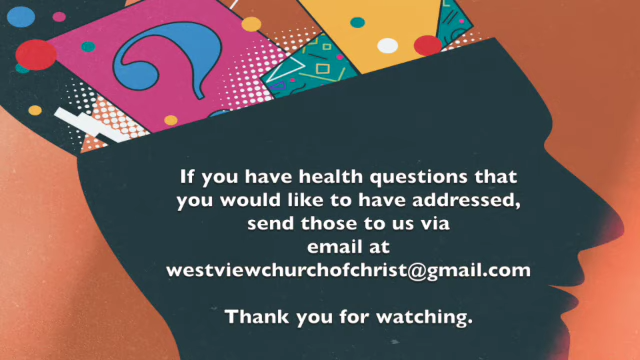 If you have health questions that
you would like to have addressed,
send those to us via
email at
westviewchurchofchrist@gmail.com
Thank you for watching.